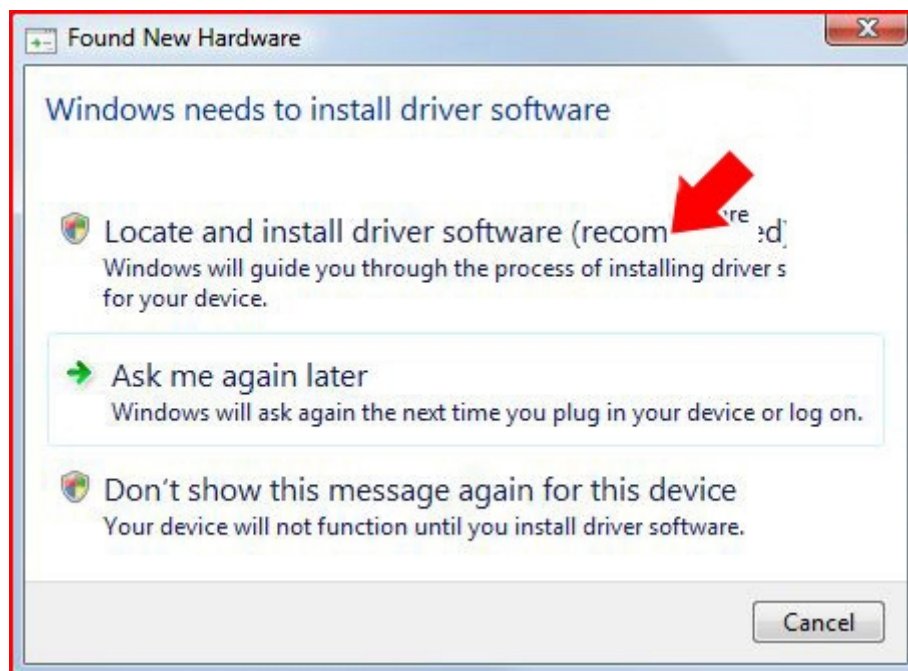 Found New Hardware
Windows needs to install driver software
Locate and install driver software (recom
Windows will guide you through the process of installing driver s
for your device.
Ask me again later
Windows will ask again the next time you plug in your device or log on.
Don't show this message again for this device
Your device will not function until you install driver software.
Cancel